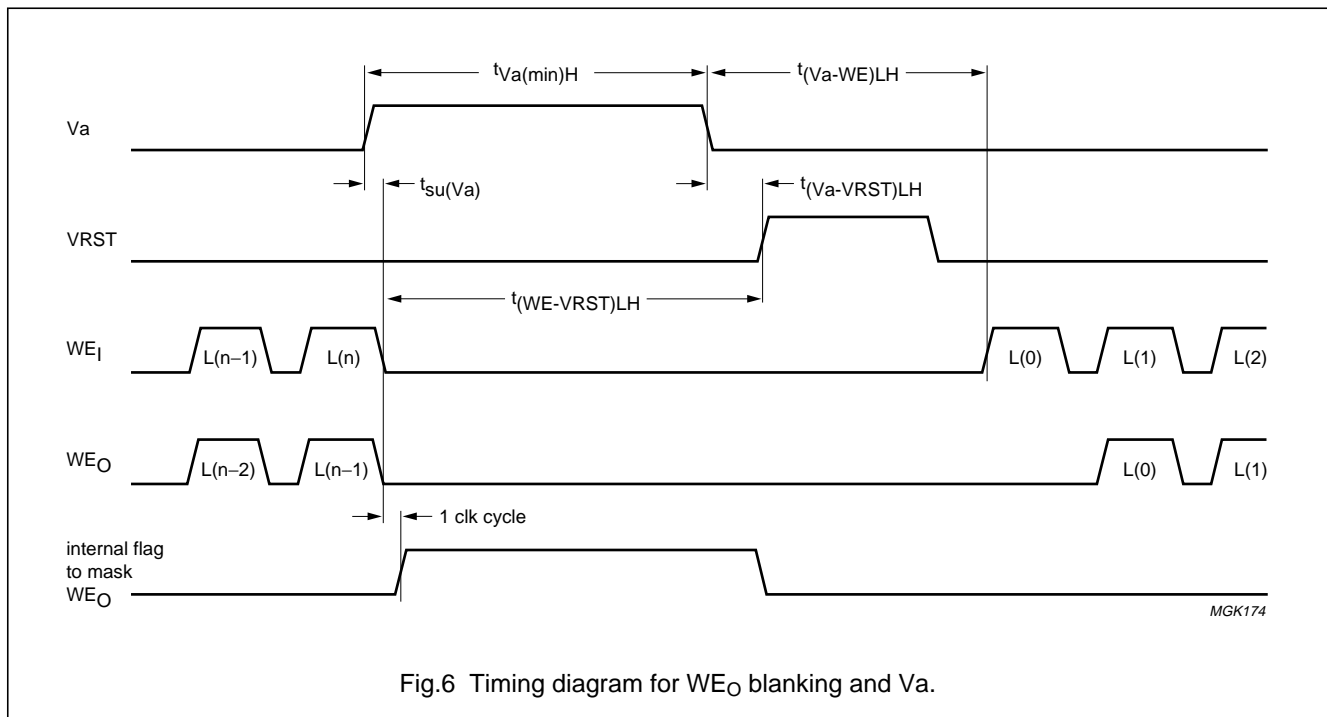 tVa(min)H
t(Va-WE)LH
Va
tsu(Va)
t(Va-VRST)LH
VRST
t(WE-VRST)LH
WEI
L(n−1)
L(n)
L(0)
L(1)
L(2)
WEO
L(n−2)
L(n−1)
L(0)
L(1)
1 clk cycle
internal flag
to mask
WEO
MGK174
Fig.6 Timing diagram for WEO blanking and Va.